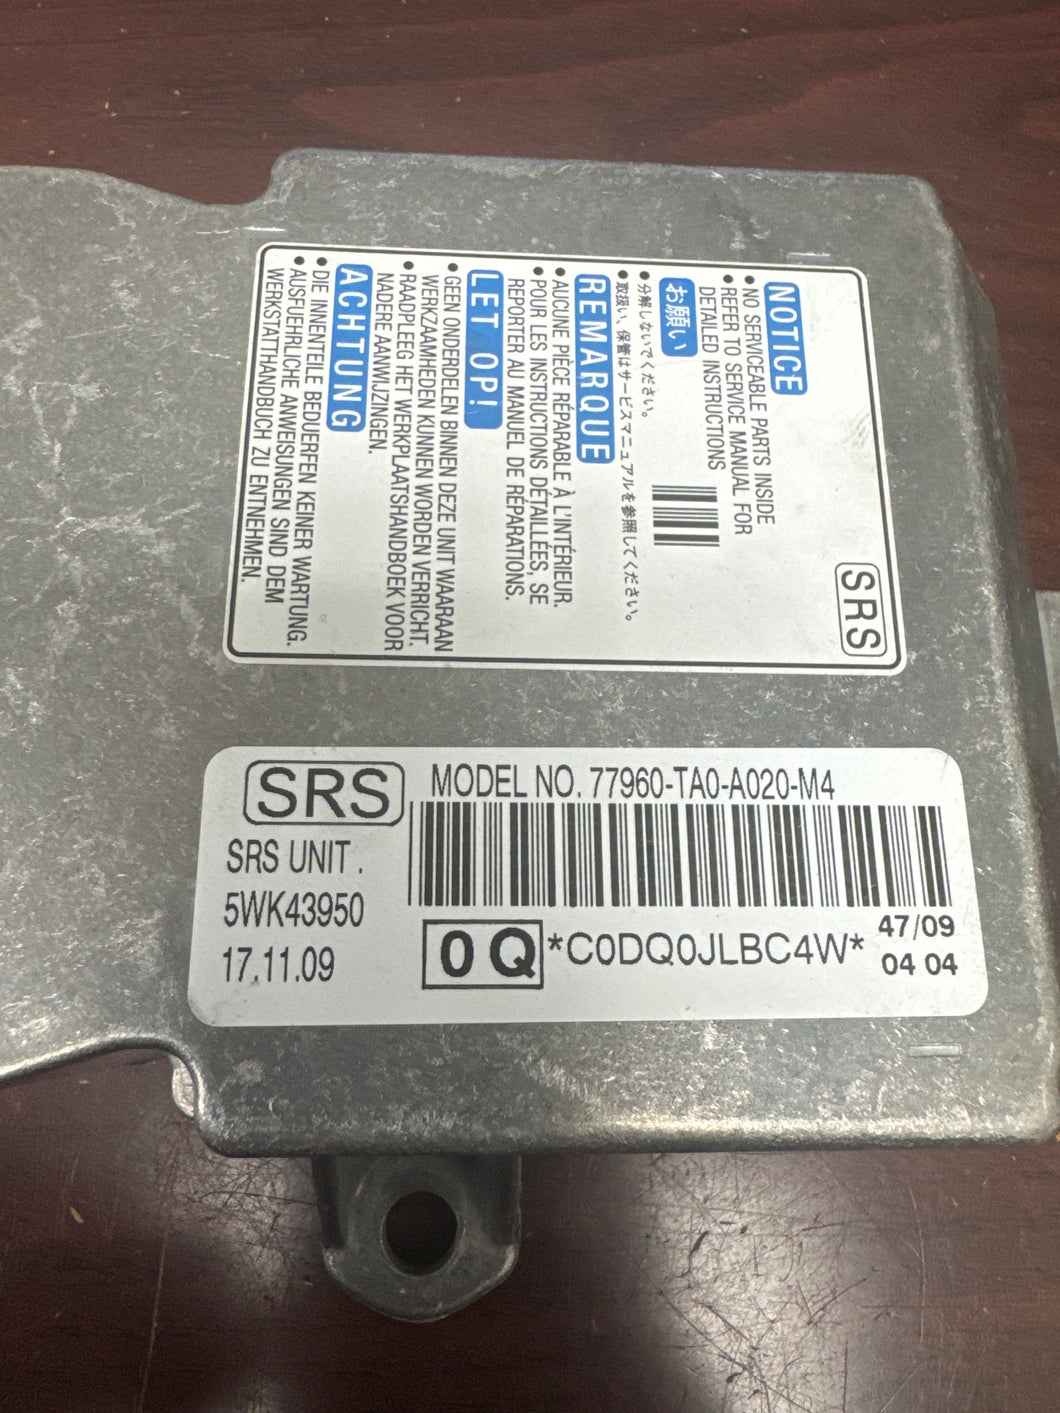 SRS
NOTICE
● NO SERVICEABLE PARTS INSIDE
● REFER TO SERVICE MANUAL FOR
DETAILED INSTRUCTIONS
お願い
● 分解しないでください。
● 取扱い、保管はサービスマニュアルを参照してください。
REMARQUE
● AUCUNE PIÈCE RÉPARABLE À L'INTÉRIEUR.
● POUR LES INSTRUCTIONS DÉTAILLÉES, SE
REPORTER AU MANUEL DE RÉPARATIONS.
LET OP!
● GEEN ONDERDELEN BINNEN DEZE UNIT WAARAAN
WERKZAAMHEDEN KUNNEN WORDEN VERRICHT.
● RAADPLEEG HET WERKPLAATSHANDBOEK VOOR
NADERE AANWIJZINGEN.
ACHTUNG
● DIE INNENTEILE BEDUERFEN KEINER WARTUNG.
● AUSFUEHRLICHE ANWEISUNGEN SIND DEM
WERKSTATTHANDBUCH ZU ENTNEHMEN.
SRS MODEL NO. 77960-TA0-A020-M4
SRS UNIT .
5WK43950
17.11.09
0Q *C0DQ0JLBC4W* 47/09
04 04